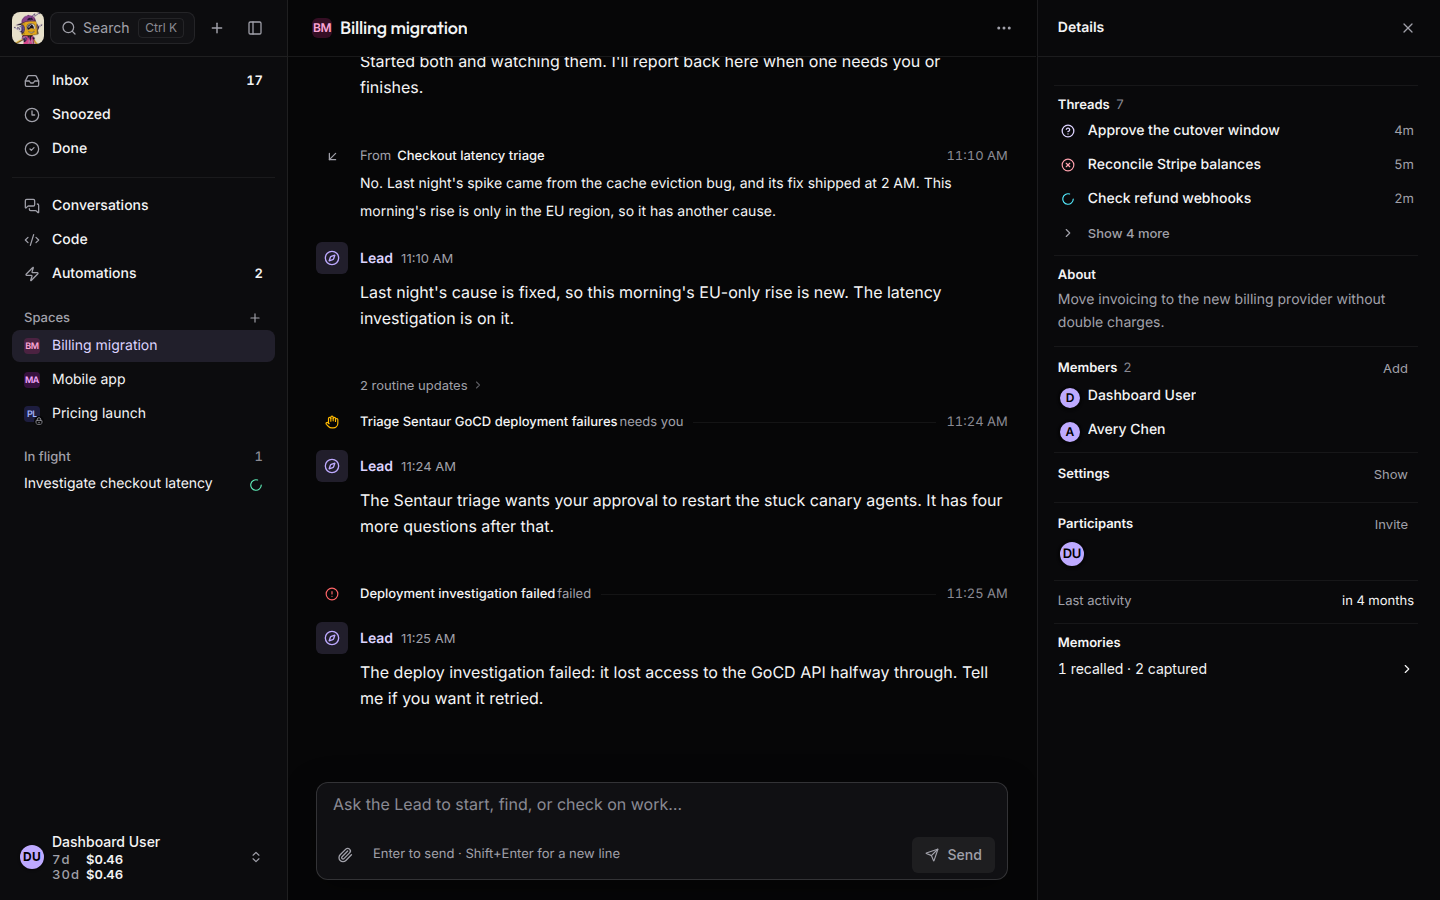 Search
Ctrl K
Inbox
17
Snoozed
Done
Conversations
Code
Automations
2
Spaces
BM
Billing migration
MA
Mobile app
PL
Pricing launch
In flight
1
Investigate checkout latency
DU
Dashboard User
7d $0.46
30d $0.46
BM
Billing migration
Started both and watching them. I'll report back here when one needs you or
finishes.
From Checkout latency triage
11:10 AM
No. Last night's spike came from the cache eviction bug, and its fix shipped at 2 AM. This
morning's rise is only in the EU region, so it has another cause.
Lead 11:10 AM
Last night's cause is fixed, so this morning's EU-only rise is new. The latency
investigation is on it.
2 routine updates
Triage Sentaur GoCD deployment failures needs you
11:24 AM
Lead 11:24 AM
The Sentaur triage wants your approval to restart the stuck canary agents. It has four
more questions after that.
Deployment investigation failed failed
11:25 AM
Lead 11:25 AM
The deploy investigation failed: it lost access to the GoCD API halfway through. Tell
me if you want it retried.
Ask the Lead to start, find, or check on work...
Enter to send · Shift+Enter for a new line
Send
Details
Threads 7
Approve the cutover window
4m
Reconcile Stripe balances
5m
Check refund webhooks
2m
Show 4 more
About
Move invoicing to the new billing provider without
double charges.
Members 2
Add
D
Dashboard User
A
Avery Chen
Settings
Show
Participants
Invite
DU
Last activity
in 4 months
Memories
1 recalled · 2 captured